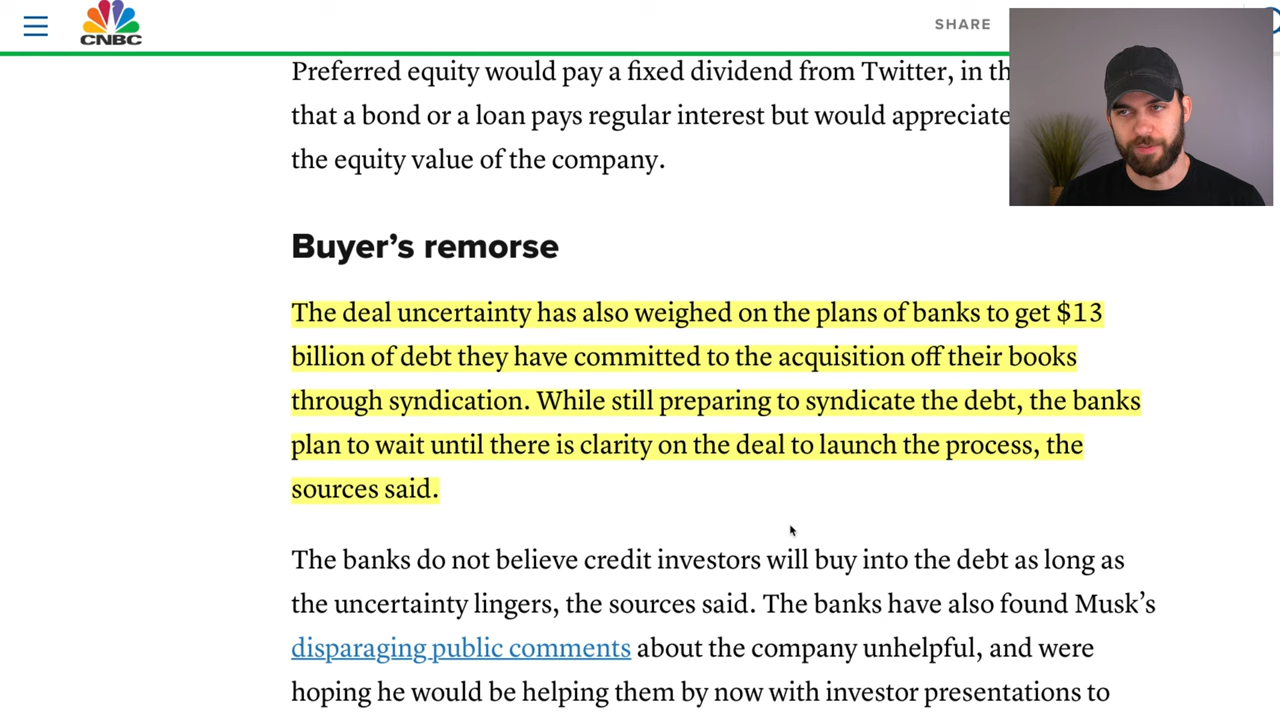 CNBC
SHARE
Preferred equity would pay a fixed dividend from Twitter, in
that a bond or a loan pays regular interest but would appreciate
the equity value of the company.
Buyer’s remorse
The deal uncertainty has also weighed on the plans of banks to get $13
billion of debt they have committed to the acquisition off their books
through syndication. While still preparing to syndicate the debt, the banks
plan to wait until there is clarity on the deal to launch the process, the
sources said.
The banks do not believe credit investors will buy into the debt as long as
the uncertainty lingers, the sources said. The banks have also found Musk’s
disparaging public comments about the company unhelpful, and were
hoping he would be helping them by now with investor presentations to